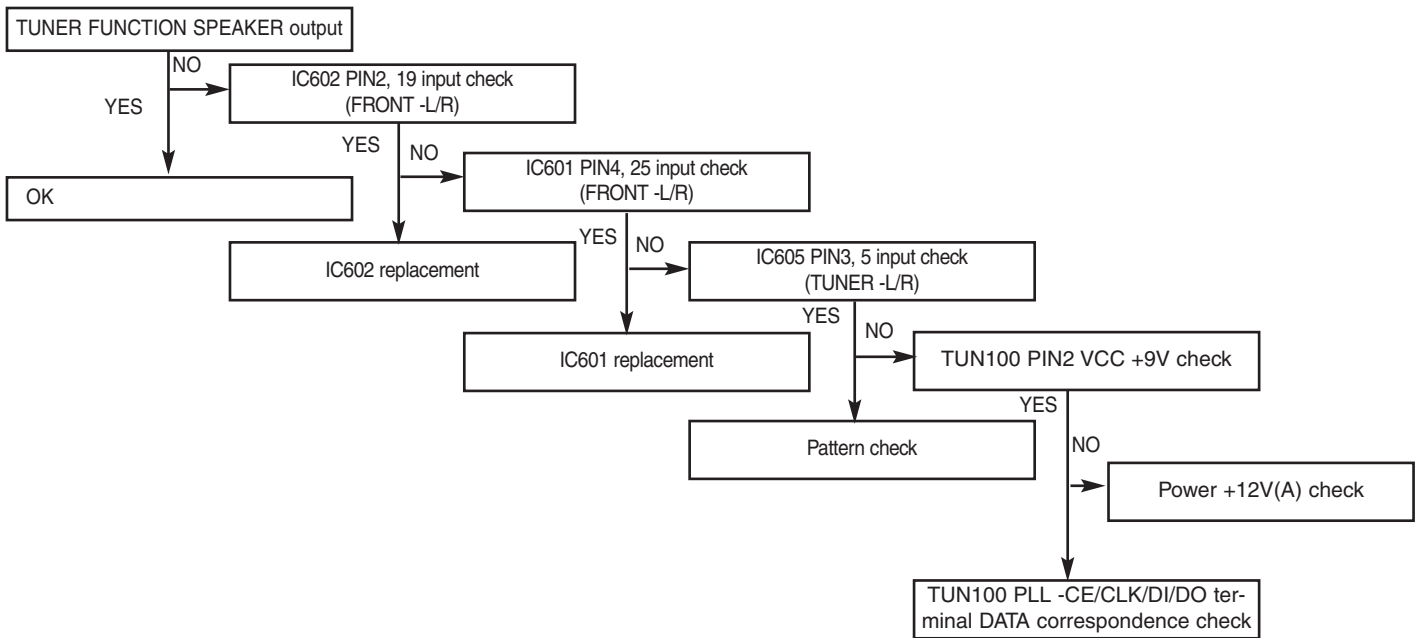 TUNER FUNCTION SPEAKER output
NO
YES
IC602 PIN2, 19 input check
(FRONT -L/R)
YES
NO
OK
IC601 PIN4, 25 input check
(FRONT -L/R)
IC602 replacement
YES
NO
IC605 PIN3, 5 input check
(TUNER -L/R)
YES
NO
IC601 replacement
TUN100 PIN2 VCC +9V check
YES
NO
Pattern check
Power +12V(A) check
TUN100 PLL -CE/CLK/DI/DO ter-
minal DATA correspondence check